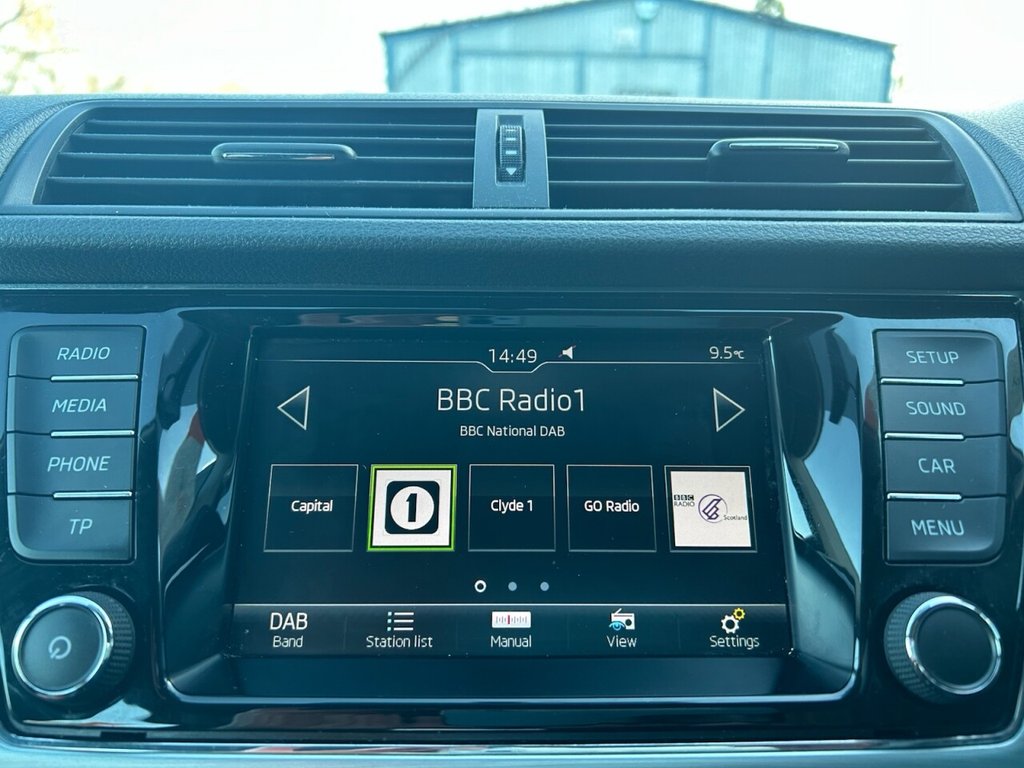 14:49
9.5°C
RADIO
MEDIA
PHONE
TP
BBC Radio1
BBC National DAB
Capital
1
Clyde 1
GO Radio
BBC
RADIO
Scotland
DAB
Band
Station list
Manual
View
Settings
SETUP
SOUND
CAR
MENU